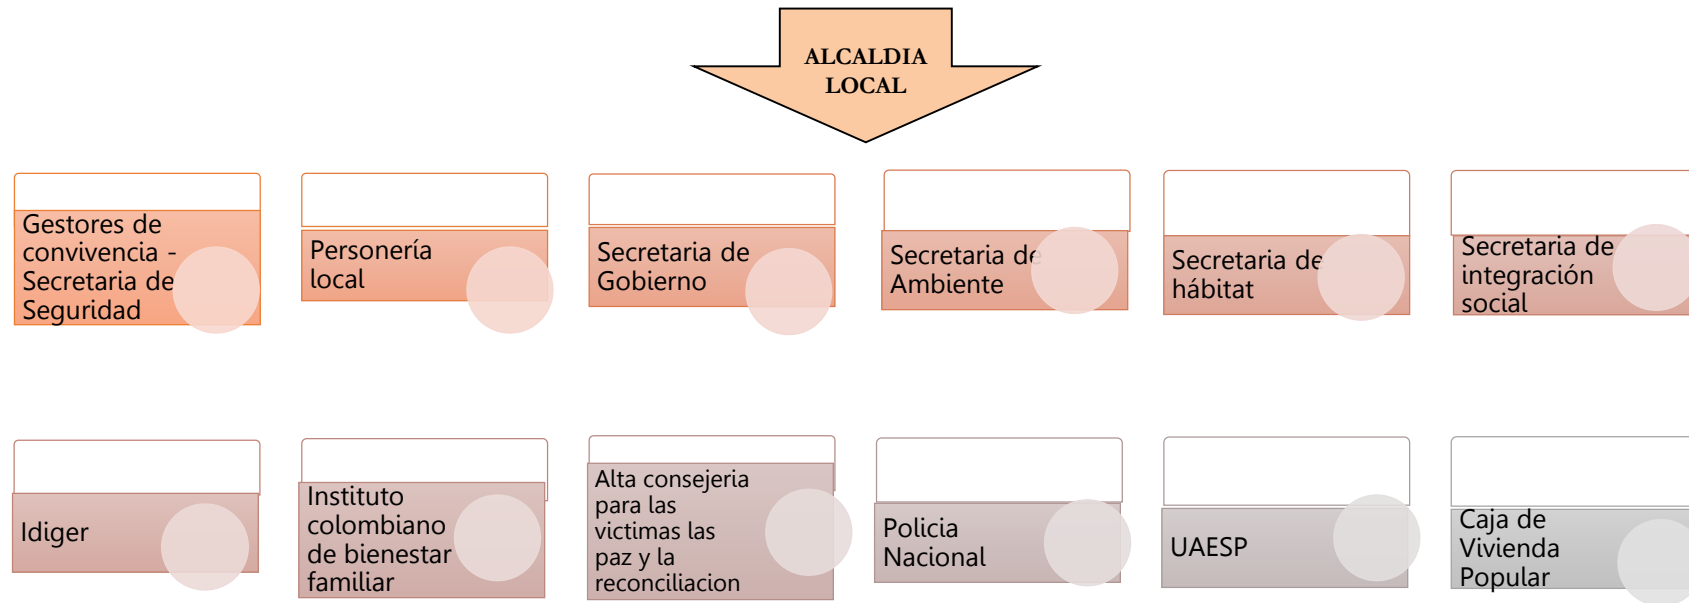 ALCALDIA
LOCAL
Gestores de
convivencia -
Secretaria de
Seguridad
Personería
local
Secretaria de
Gobierno
Secretaria de
Ambiente
Secretaria de
hábitat
Secretaria de
integración
social
Idiger
Instituto
colombiano
de bienestar
familiar
Alta consejeria
para las
victimas las
paz y la
reconciliacion
Policia
Nacional
UAESP
Caja de
Vivienda
Popular